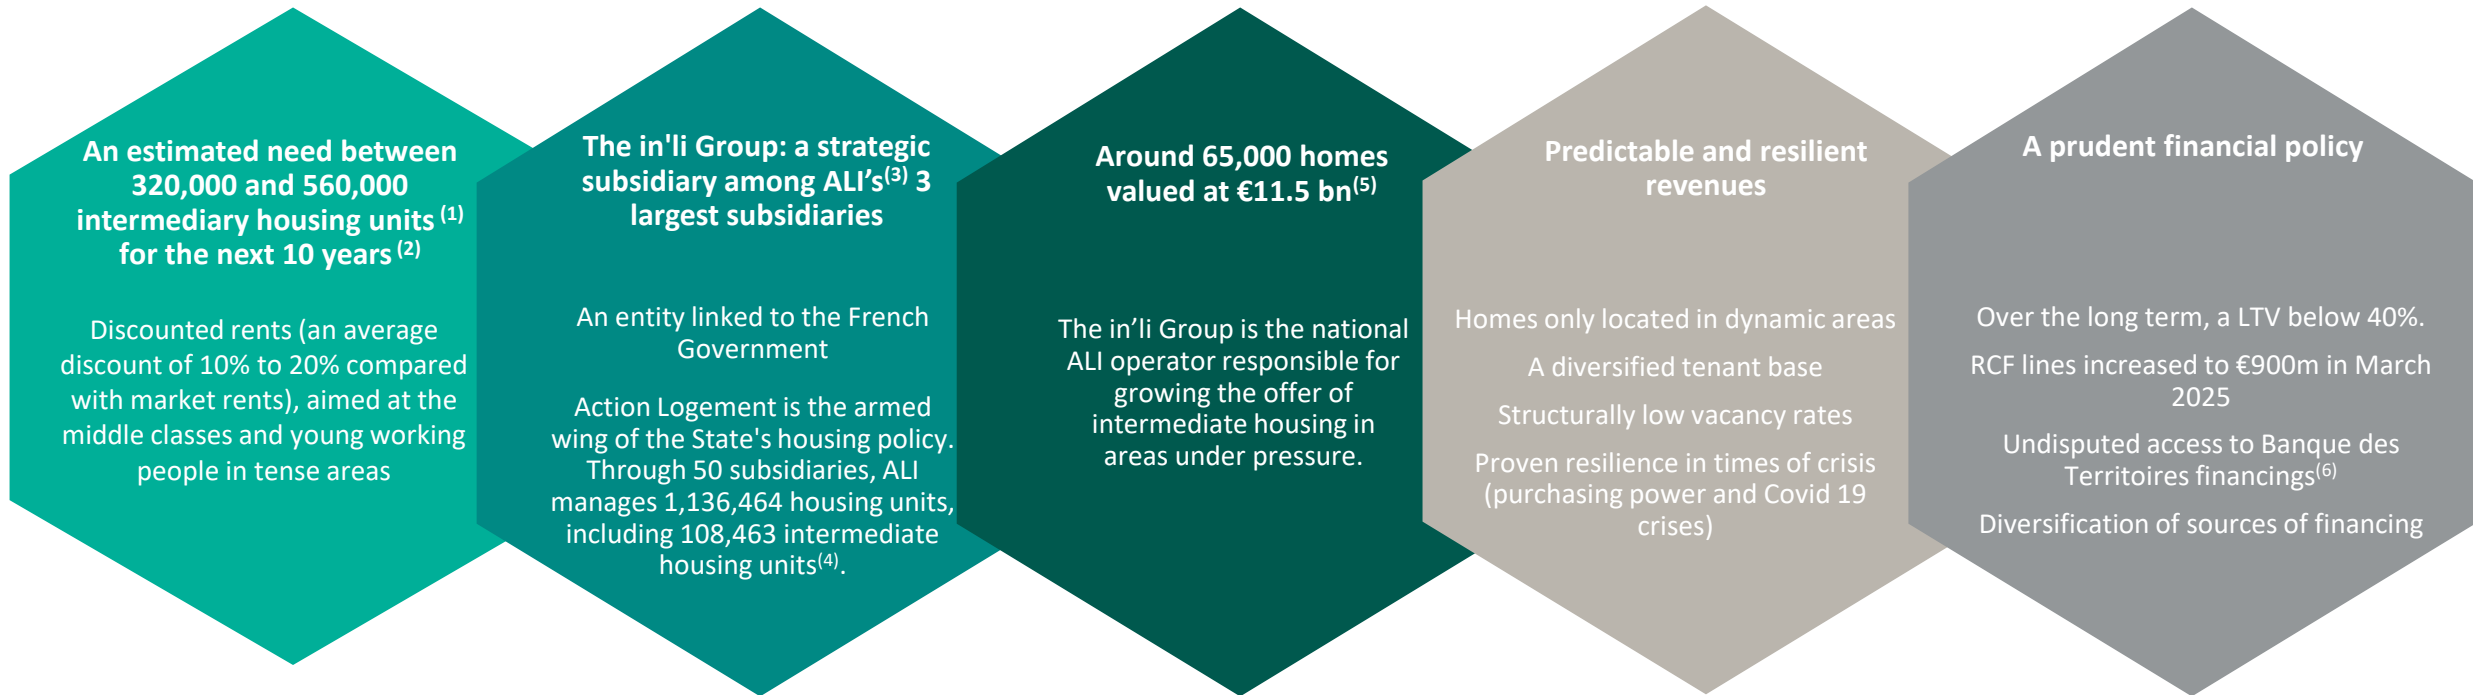 An estimated need between
320,000 and 560,000
intermediary housing units (1)
for the next 10 years (2)
Discounted rents (an average
discount of 10% to 20% compared
with market rents), aimed at the
middle classes and young working
people in tense areas
The in'li Group: a strategic
subsidiary among ALI’s(3) 3
largest subsidiaries
An entity linked to the French
Government
Action Logement is the armed
wing of the State's housing policy.
Through 50 subsidiaries, ALI
manages 1,136,464 housing units,
including 108,463 intermediate
housing units(4).
Around 65,000 homes
valued at €11.5 bn(5)
The in’li Group is the national
ALI operator responsible for
growing the offer of
intermediate housing in
areas under pressure.
Predictable and resilient
revenues
Homes only located in dynamic areas
A diversified tenant base
Structurally low vacancy rates
Proven resilience in times of crisis
(purchasing power and Covid 19
crises)
A prudent financial policy
Over the long term, a LTV below 40%.
RCF lines increased to €900m in March
2025
Undisputed access to Banque des
Territoires financings(6)
Diversification of sources of financing